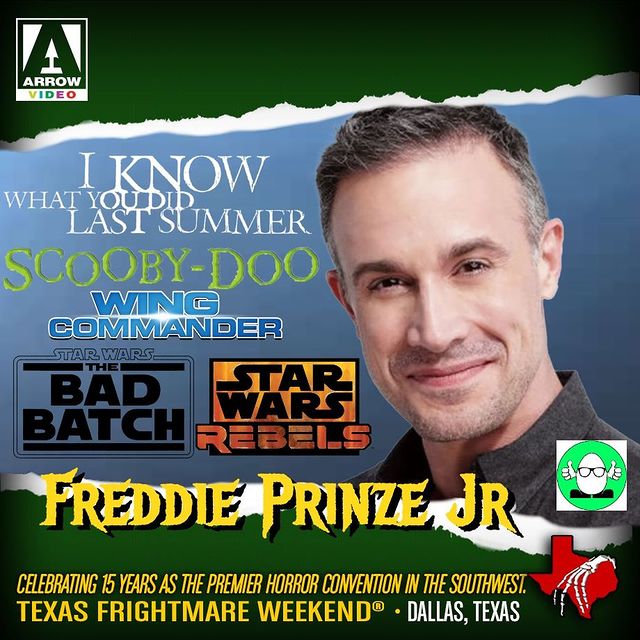 ARROW
VIDEO
I KNOW
WHAT YOU DID
LAST SUMMER
SCOOBY-DOO
WING
COMMANDER
STAR WARS
THE
BAD
BATCH
STAR
WARS
REBELS
FREDDIE PRINZE JR
CELEBRATING 15 YEARS AS THE PREMIER HORROR CONVENTION IN THE SOUTHWEST.
TEXAS FRIGHTMARE WEEKEND® · DALLAS, TEXAS